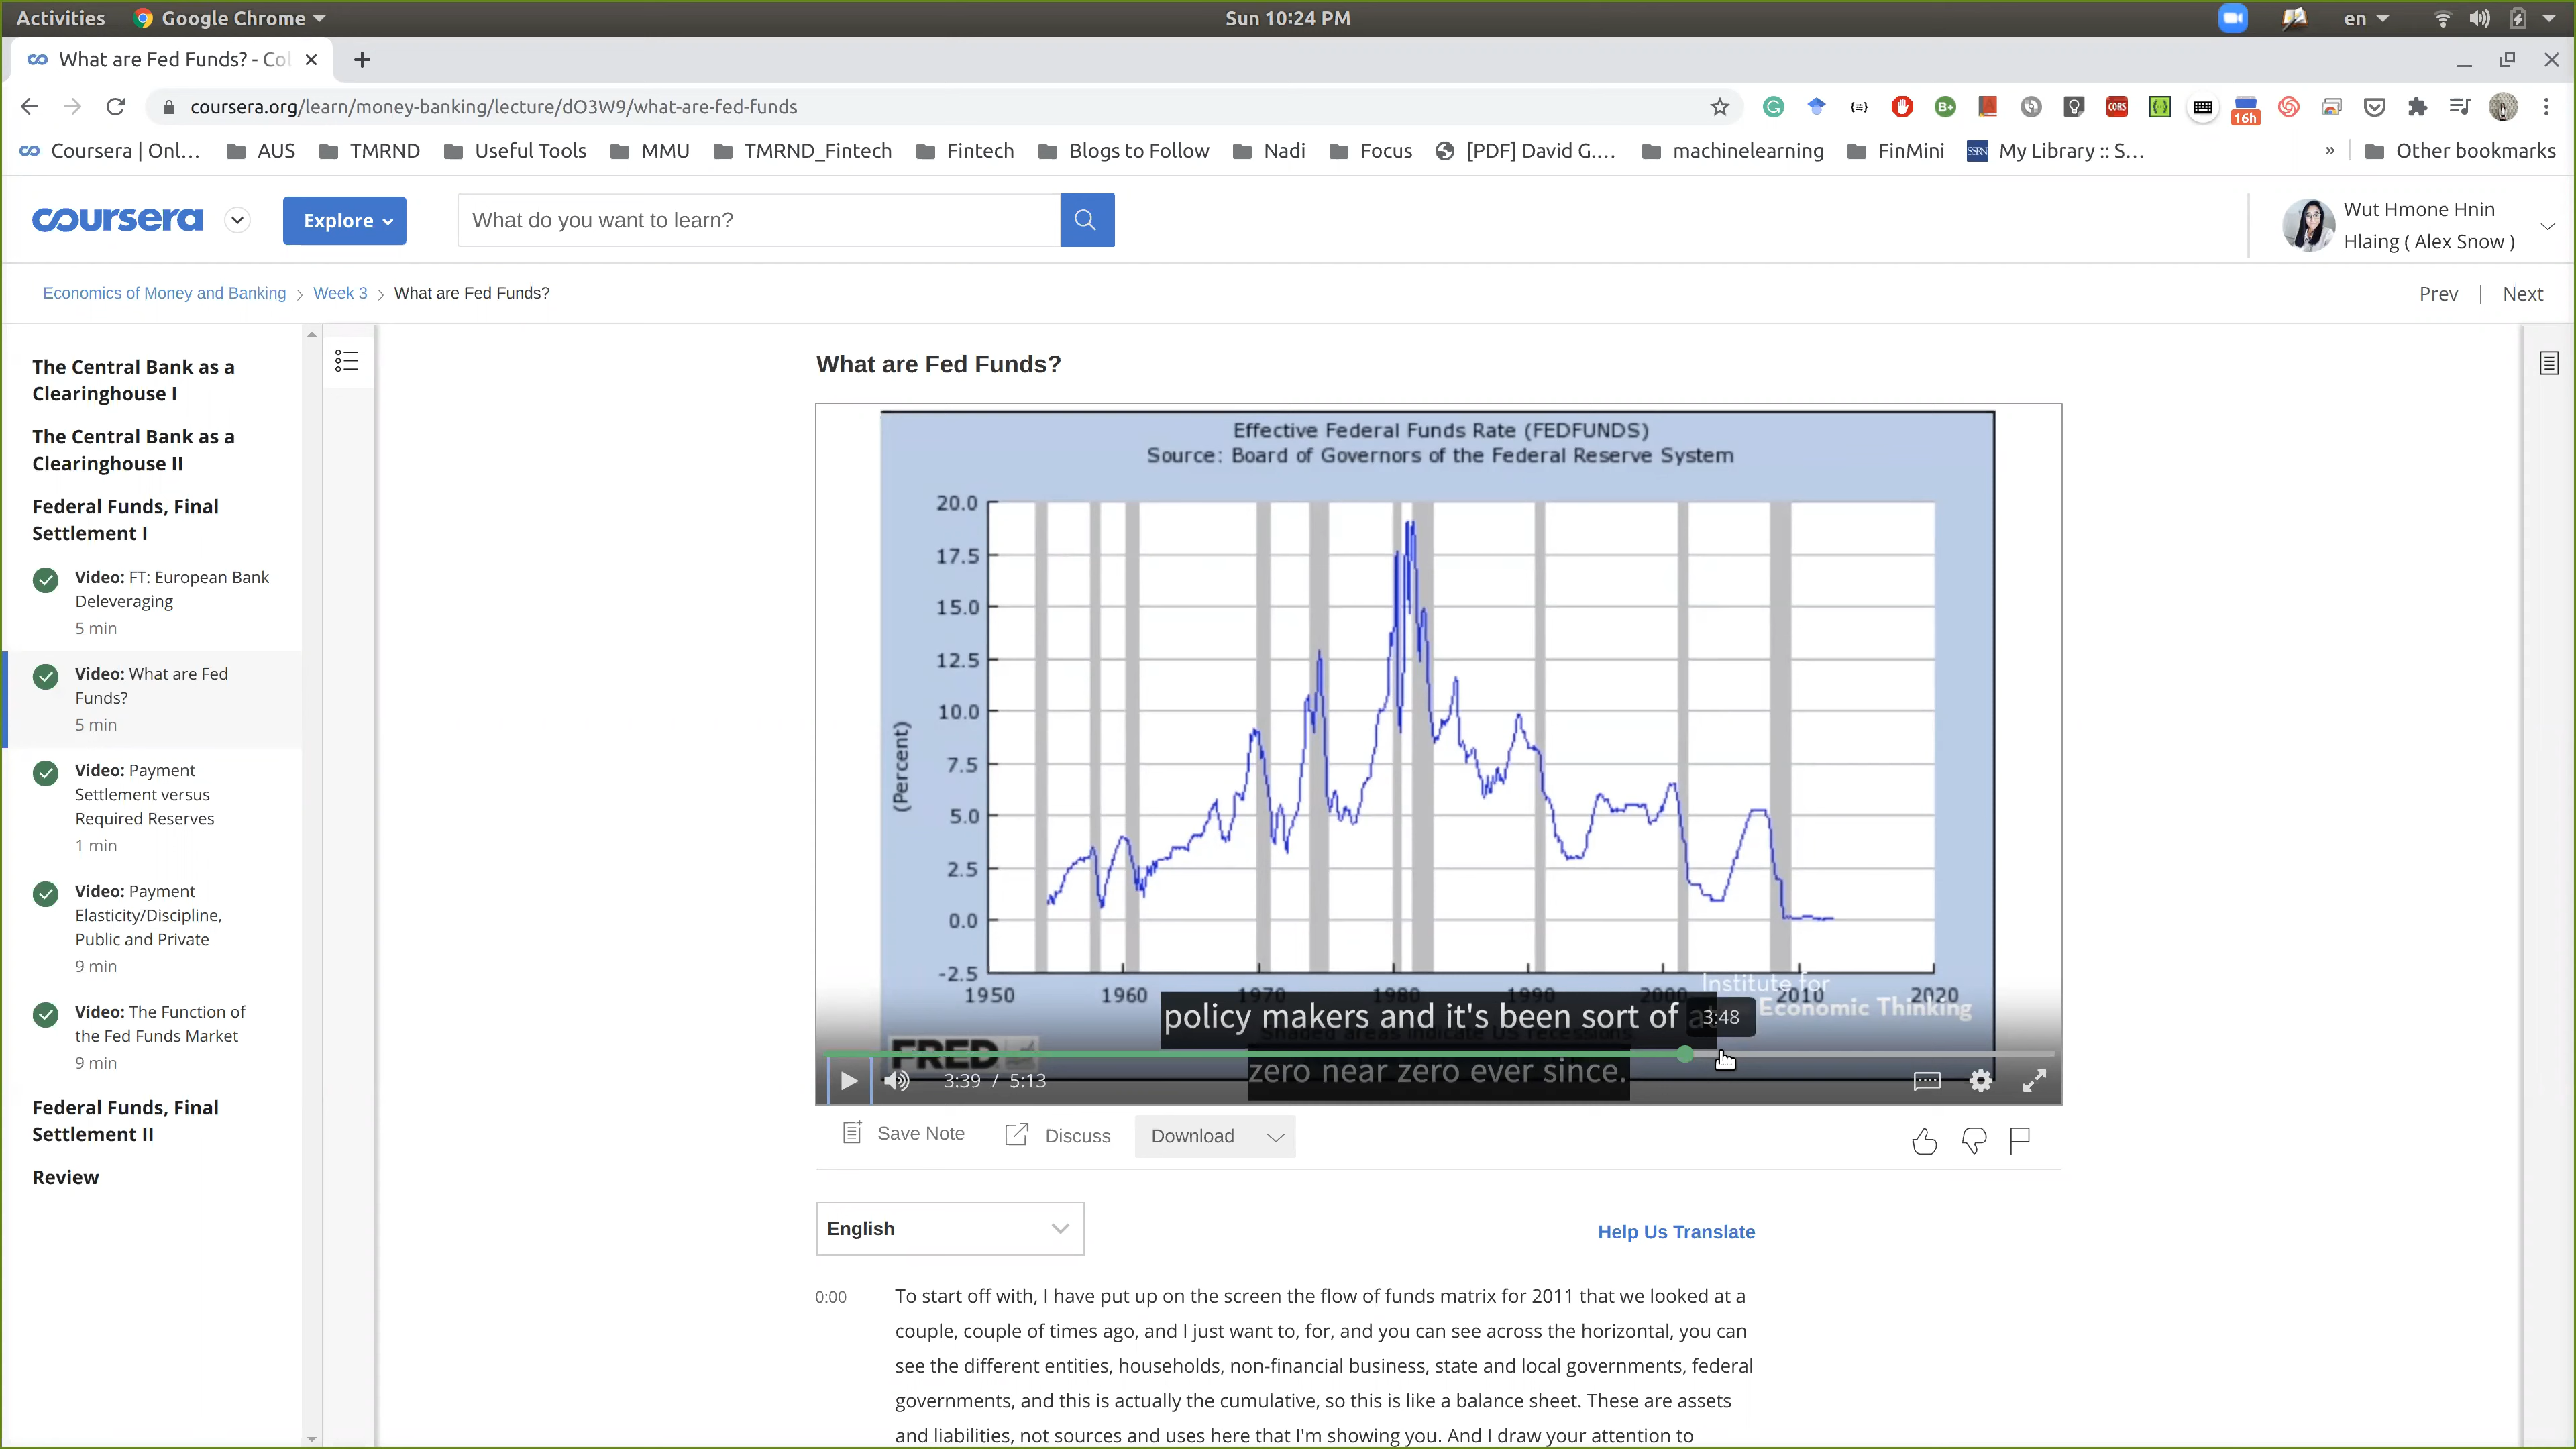 Activities Google Chrome Sun 10:24 PM en
What are Fed Funds? - Co
coursera.org/learn/money-banking/lecture/dO3W9/what-are-fed-funds
B+ CORS 16h
Coursera | Onl... AUS TMRND Useful Tools MMU TMRND_Fintech Fintech Blogs to Follow Nadi Focus [PDF] David G.... machinelearning FinMini SSRN My Library :: S... » Other bookmarks
coursera Explore What do you want to learn?
Wut Hmone Hnin
Hlaing ( Alex Snow )
Economics of Money and Banking > Week 3 > What are Fed Funds?
Prev | Next
The Central Bank as a
Clearinghouse I
The Central Bank as a
Clearinghouse II
Federal Funds, Final
Settlement I
Video: FT: European Bank
Deleveraging
5 min
Video: What are Fed
Funds?
5 min
Video: Payment
Settlement versus
Required Reserves
1 min
Video: Payment
Elasticity/Discipline,
Public and Private
9 min
Video: The Function of
the Fed Funds Market
9 min
Federal Funds, Final
Settlement II
Review
What are Fed Funds?
Effective Federal Funds Rate (FEDFUNDS)
Source: Board of Governors of the Federal Reserve System
20.0
17.5
15.0
12.5
10.0
7.5
5.0
2.5
0.0
-2.5
(Percent)
1950 1960 1970 1980 1990 2000 2010 2020
Institute for
Economic Thinking
policy makers and it's been sort of
3:48
Shaded areas indicate US recessions
FRED
zero near zero ever since.
3:39 / 5:13
Save Note Discuss Download
English
Help Us Translate
0:00
To start off with, I have put up on the screen the flow of funds matrix for 2011 that we looked at a
couple, couple of times ago, and I just want to, for, and you can see across the horizontal, you can
see the different entities, households, non-financial business, state and local governments, federal
governments, and this is actually the cumulative, so this is like a balance sheet. These are assets
and liabilities, not sources and uses here that I'm showing you. And I draw your attention to